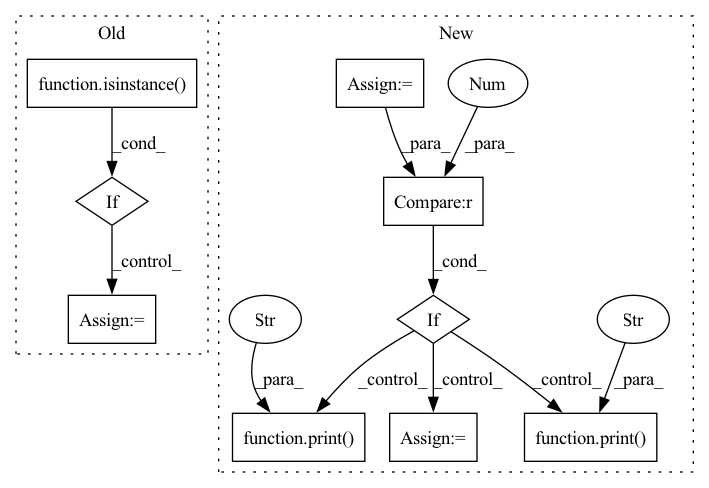 Old
New
function.isinstance()
Assign:=
Num
_cond_
_para_
_para_
If
Compare:r
_control_
_cond_
Assign:=
Str
If
Str
_para_
_control_
_control_
_control_
_para_
function.print()
Assign:=
function.print()